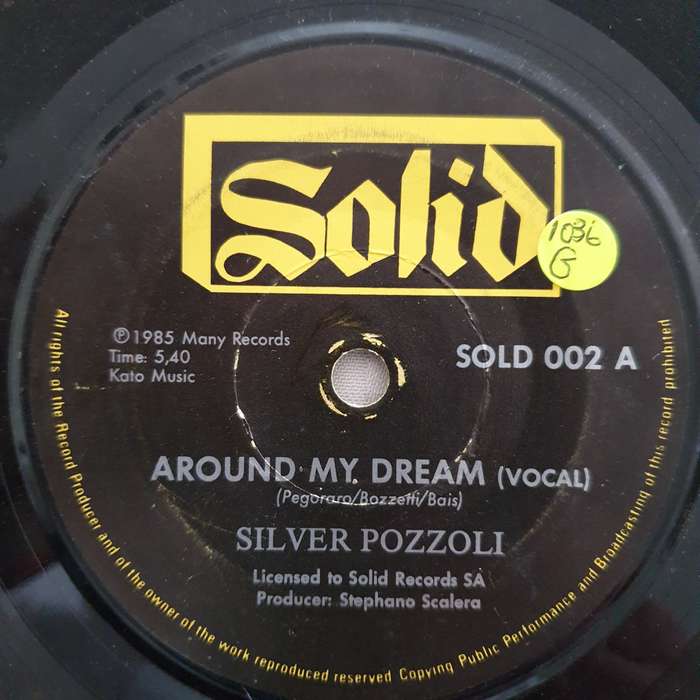 Solid
1036
G
℗ 1985 Many Records
Time: 5,40
Kato Music
SOLD 002 A
AROUND MY DREAM (VOCAL)
(Pegoraro/Bozzetti/Bais)
SILVER POZZOLI
Licensed to Solid Records SA
Producer: Stephano Scalera
All rights of the Record Producer and of the owner of the work reproduced reserved Copying Public Performance and Broadcasting of this record prohibited